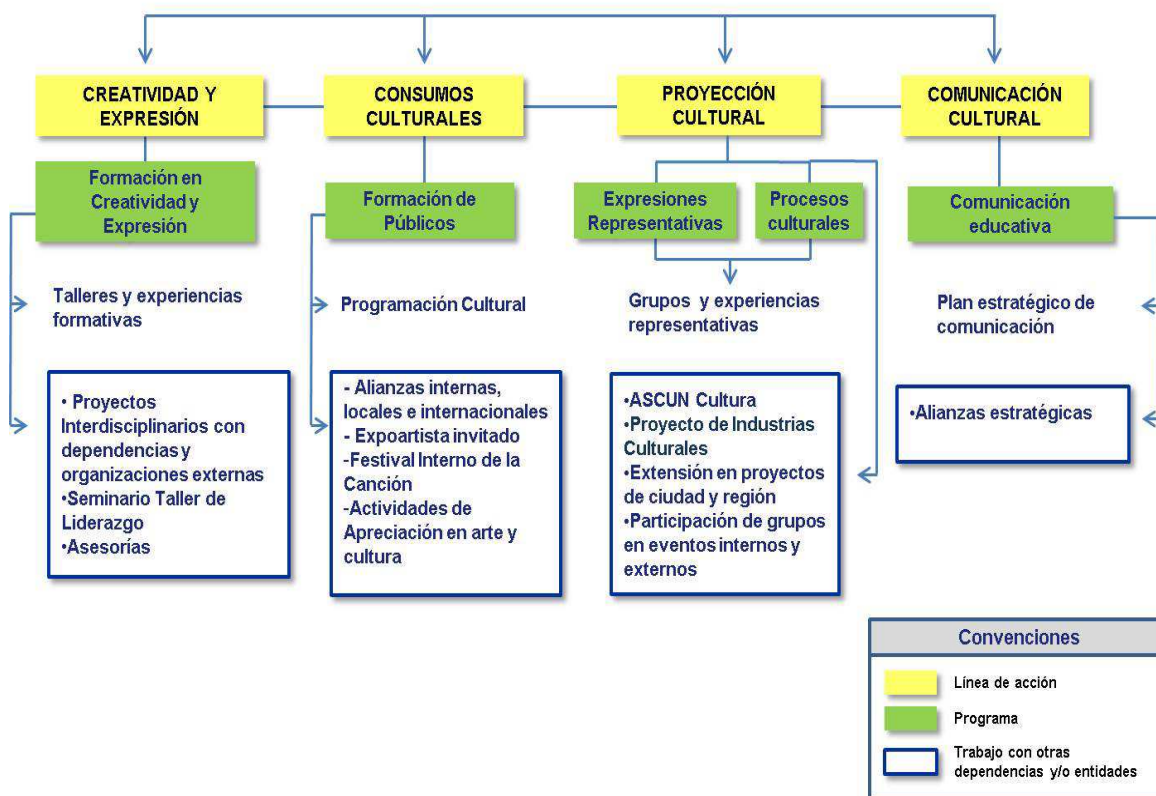 CREATIVIDAD Y
EXPRESIÓN
CONSUMOS
CULTURALES
PROYECCIÓN
CULTURAL
COMUNICACIÓN
CULTURAL
Formación en
Creatividad y
Expresión
Formación de
Públicos
Expresiones
Representativas
Procesos
culturales
Comunicación
educativa
Talleres y experiencias
formativas
Programación Cultural
Grupos y experiencias
representativas
Plan estratégico de
comunicación
• Proyectos
Interdisciplinarios con
dependencias y
organizaciones externas
•Seminario Taller de
Liderazgo
•Asesorías
- Alianzas internas,
locales e internacionales
- Expoartista invitado
-Festival Interno de la
Canción
-Actividades de
Apreciación en arte y
cultura
•ASCUN Cultura
•Proyecto de Industrias
Culturales
•Extensión en proyectos
de ciudad y región
•Participación de grupos
en eventos internos y
externos
•Alianzas estratégicas
Convenciones
Línea de acción
Programa
Trabajo con otras
dependencias y/o entidades